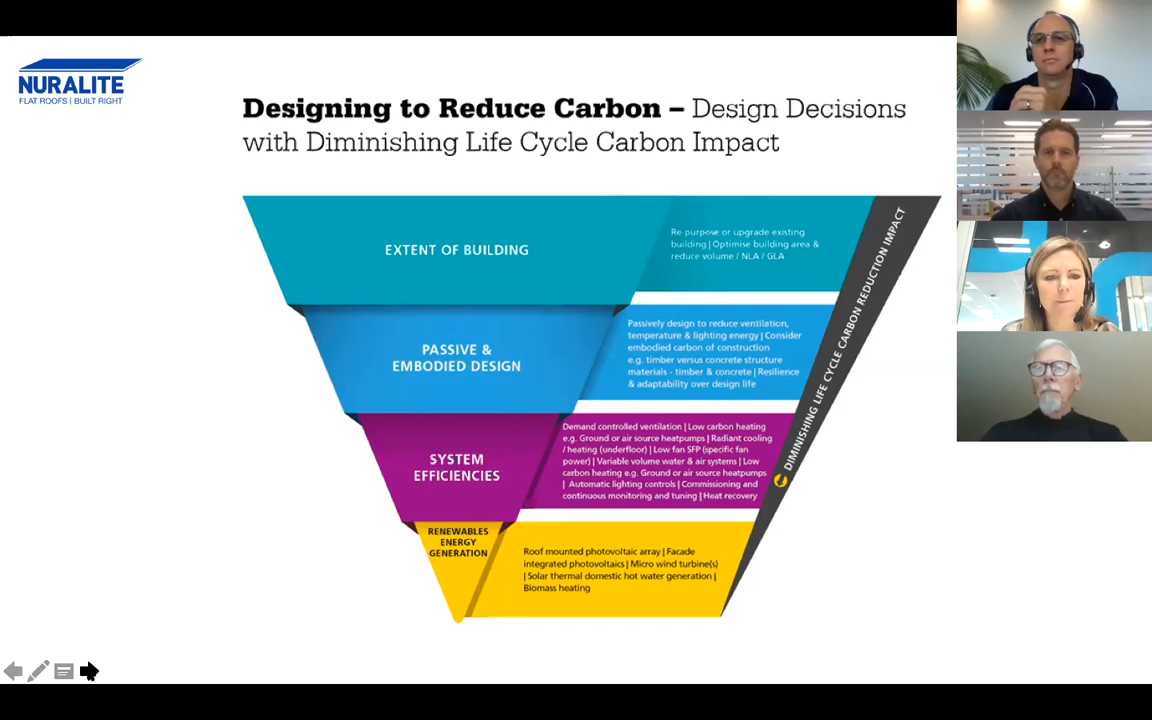 NURALITE
FLAT ROOFS | BUILT RIGHT
Designing to Reduce Carbon – Design Decisions
with Diminishing Life Cycle Carbon Impact
EXTENT OF BUILDING
Re-purpose or upgrade existing
building | Optimise building area &
reduce volume / NLA / GLA
PASSIVE &
EMBODIED DESIGN
Passively design to reduce ventilation,
temperature & lighting energy | Consider
embodied carbon of construction
e.g. timber versus concrete structure
materials - timber & concrete | Resilience
& adaptability over design life
SYSTEM
EFFICIENCIES
Demand controlled ventilation | Low carbon heating
e.g. Ground or air source heatpumps | Radiant cooling
/ heating (underfloor) | Low fan SFP (specific fan
power) | Variable volume water & air systems | Low
carbon heating e.g. Ground or air source heatpumps
| Automatic lighting controls | Commissioning and
continuous monitoring and tuning | Heat recovery
RENEWABLES
ENERGY
GENERATION
Roof mounted photovoltaic array | Facade
integrated photovoltaics | Micro wind turbine(s)
| Solar thermal domestic hot water generation |
Biomass heating
DIMINISHING LIFE CYCLE CARBON REDUCTION IMPACT